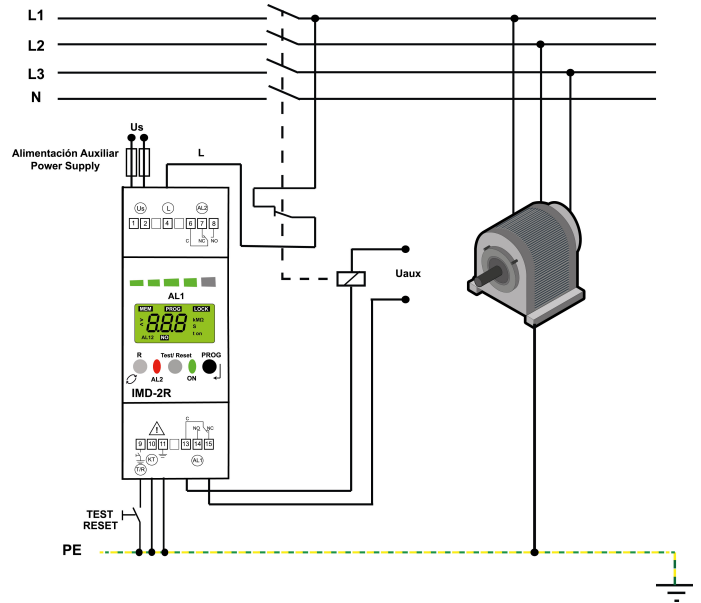 L1
L2
L3
N
Us
Alimentación Auxiliar
Power Supply
L
Us L AL2
1 2 4 6 7 8
C NC NO
AL1
MEM PROG LOCK
8.8.8
kMΩ
S
t on
AL12 NG
R Test/ Reset PROG
AL2 ON
IMD-2R
Uaux
C
NO NC
9 10 11 13 14 15
KT
T/R AL1
TEST
RESET
PE